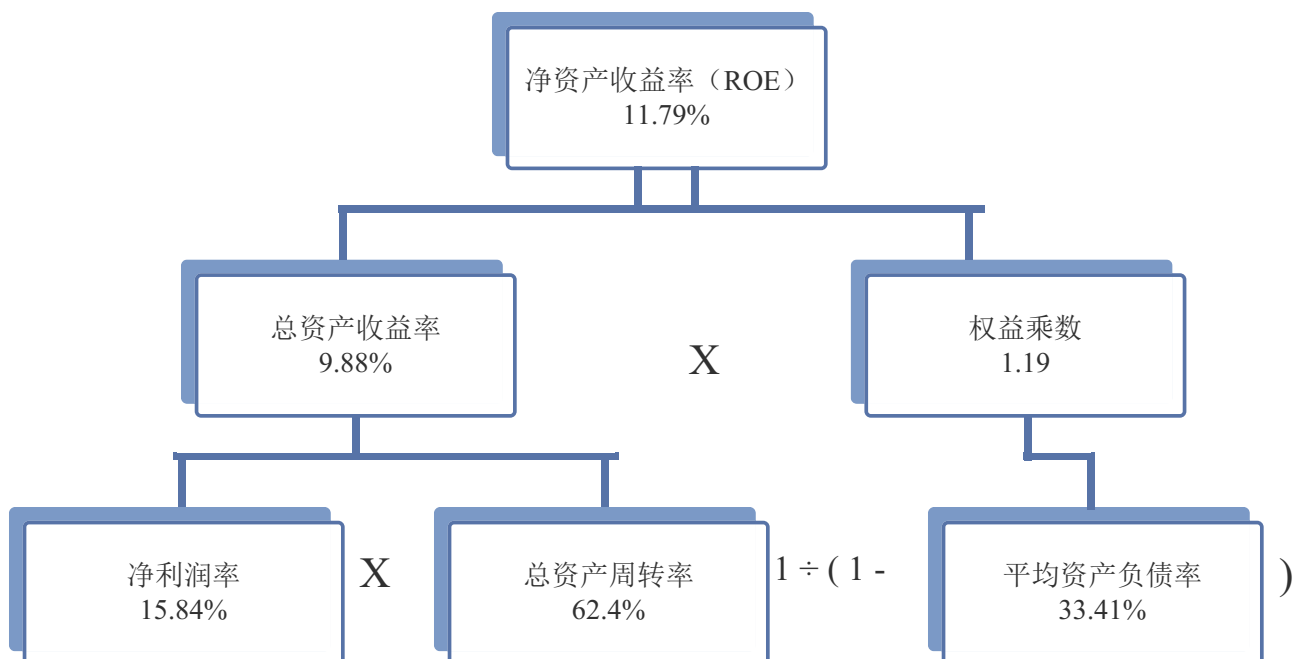 净资产收益率（ROE）
11.79%
总资产收益率
9.88%
X
权益乘数
1.19
净利润率
15.84%
X
总资产周转率
62.4%
1 ÷ ( 1 -
平均资产负债率
33.41%
)